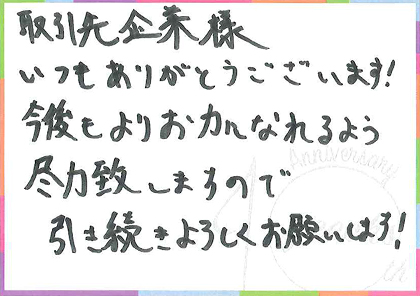 取引先企業様
いつもありがとうございます!
今後もよりお力になれるよう
尽力致しますので
引き続きよろしくお願いします!
Anniversary